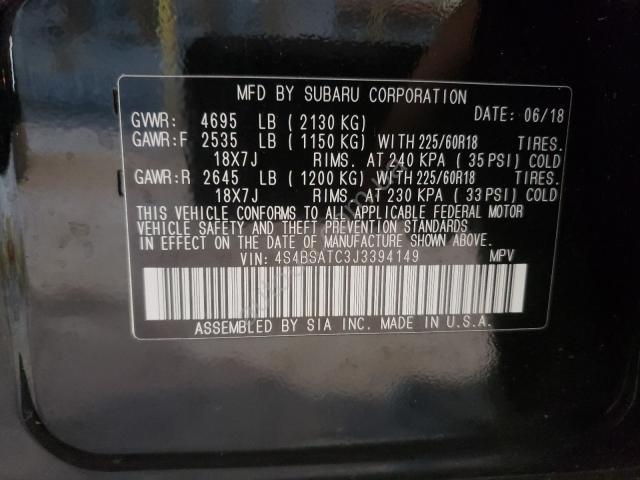 MFD BY SUBARU CORPORATION
GVWR: 4695 LB ( 2130 KG) DATE: 06/18
GAWR:F 2535 LB ( 1150 KG) WITH 225/60R18 TIRES.
18X7J RIMS. AT 240 KPA ( 35 PSI) COLD
GAWR:R 2645 LB ( 1200 KG) WITH 225/60R18 TIRES.
18X7J RIMS. AT 230 KPA ( 33 PSI) COLD
THIS VEHICLE CONFORMS TO ALL APPLICABLE FEDERAL MOTOR
VEHICLE SAFETY AND THEFT PREVENTION STANDARDS
IN EFFECT ON THE DATE OF MANUFACTURE SHOWN ABOVE.
VIN: 4S4BSATC3J3394149 MPV
ASSEMBLED BY SIA INC. MADE IN U.S.A.